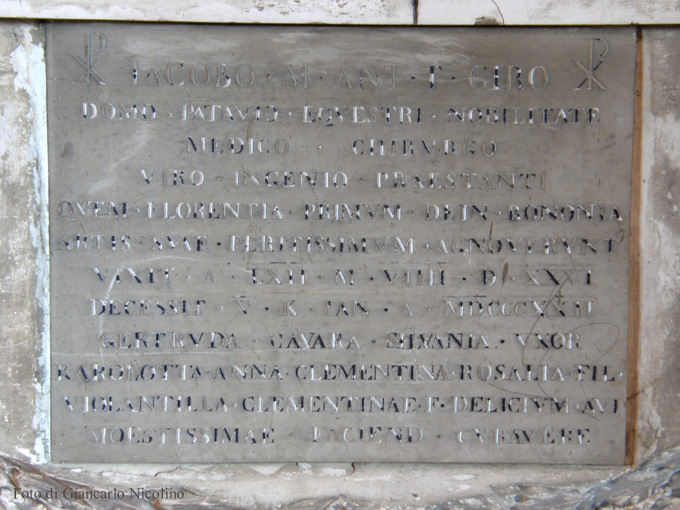 ☧ IACOBO · M · ANT · F · GIRO ☧
DOMO · PATAVIO · EQVESTRI · NOBILITATE
MEDICO · CHIRVRGO
VIRO · INGENIO · PRAESTANTI
QVEM · FLORENTIA · PRIMVM · DEIN · BONONIA
ARTIS · SVAE · PERITISSIMVM · AGNOVERVNT
VIXIT · A · LXII · M · VIIII · D · XXVI
DECESSIT · V · K · IAN · A · MDCCCXXII
GERTRVDA · CAVARA · SILVANIA · VXOR
KAROLOTTA · ANNA · CLEMENTINA · ROSALIA · FIL ·
VIOLANTILLA · CLEMENTINAE · F · DELICIVM · AVI
MOESTISSIMAE · FACIEND · CVRAVERE
Foto di Giancarlo Nicolino